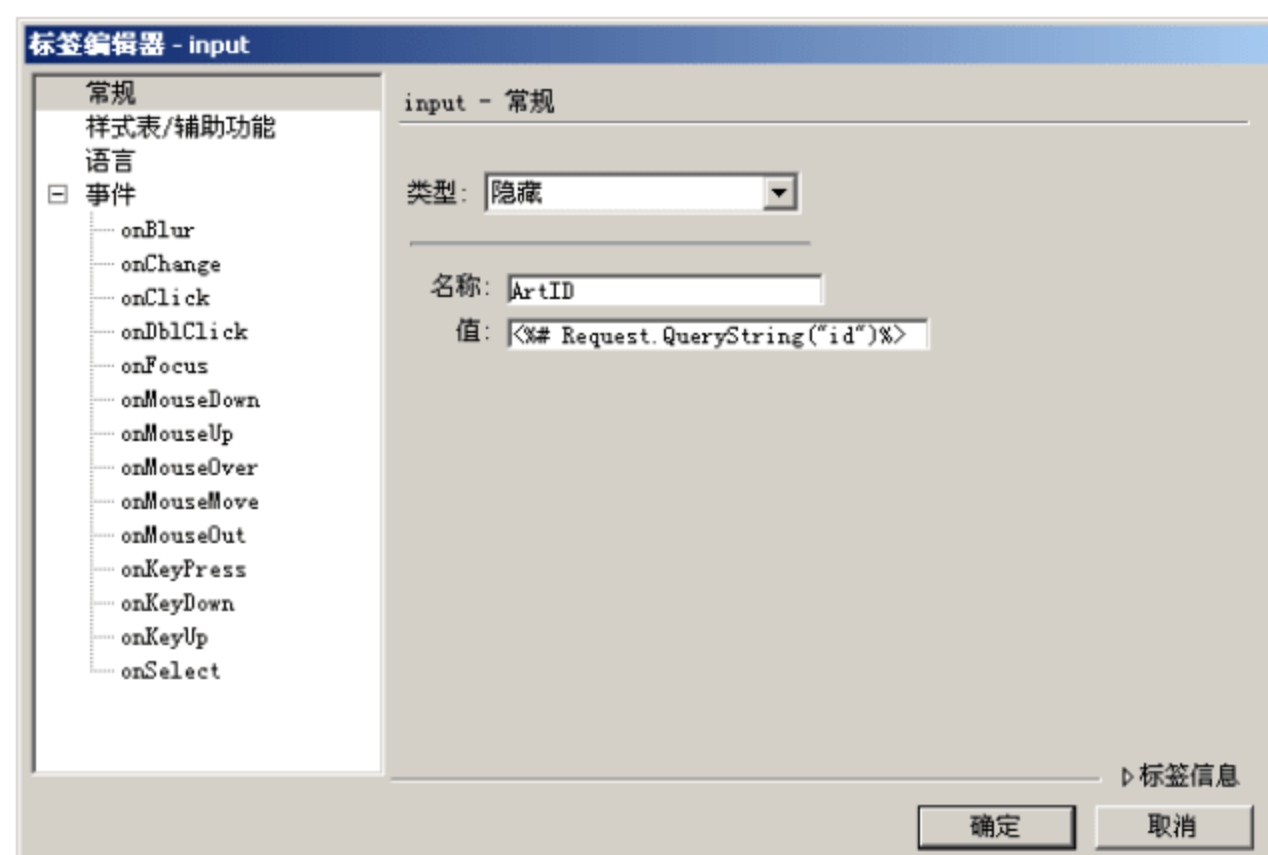 标签编辑器 - input
常规
样式表/辅助功能
语言
事件
onBlur
onChange
onClick
onDblClick
onFocus
onMouseDown
onMouseUp
onMouseOver
onMouseMove
onMouseOut
onKeyPress
onKeyDown
onKeyUp
onSelect
input - 常规
类型: 隐藏
名称: ArtID
值: <%# Request.QueryString("id")%>
标签信息
确定 取消